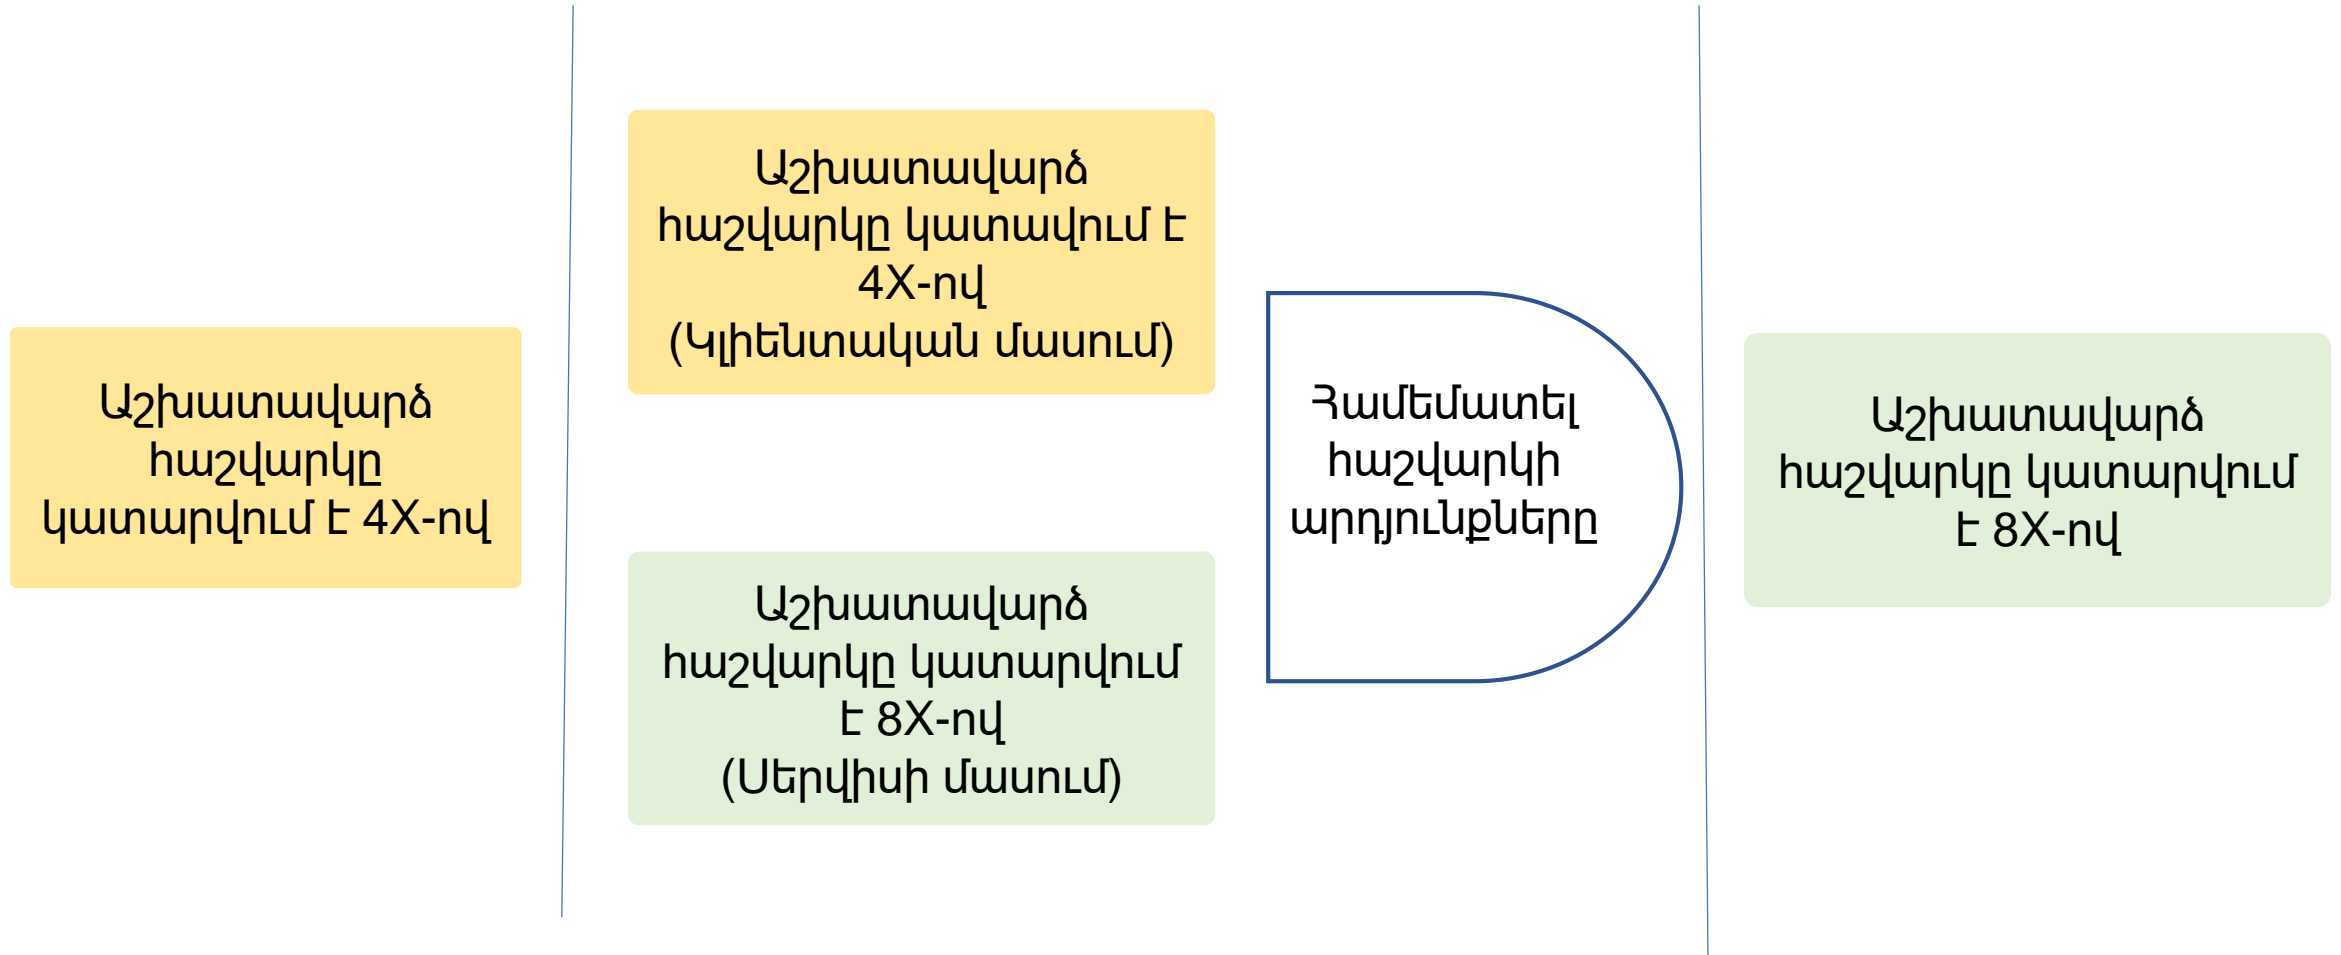 Աշխատավարձ
հաշվարկը
կատարվում է 4X-ով
Աշխատավարձ
հաշվարկը կատավում է
4X-ով
(Կլիենտական մասում)
Աշխատավարձ
հաշվարկը կատարվում
է 8X-ով
(Սերվիսի մասում)
Համեմատել
հաշվարկի
արդյունքները
Աշխատավարձ
հաշվարկը կատարվում
է 8X-ով